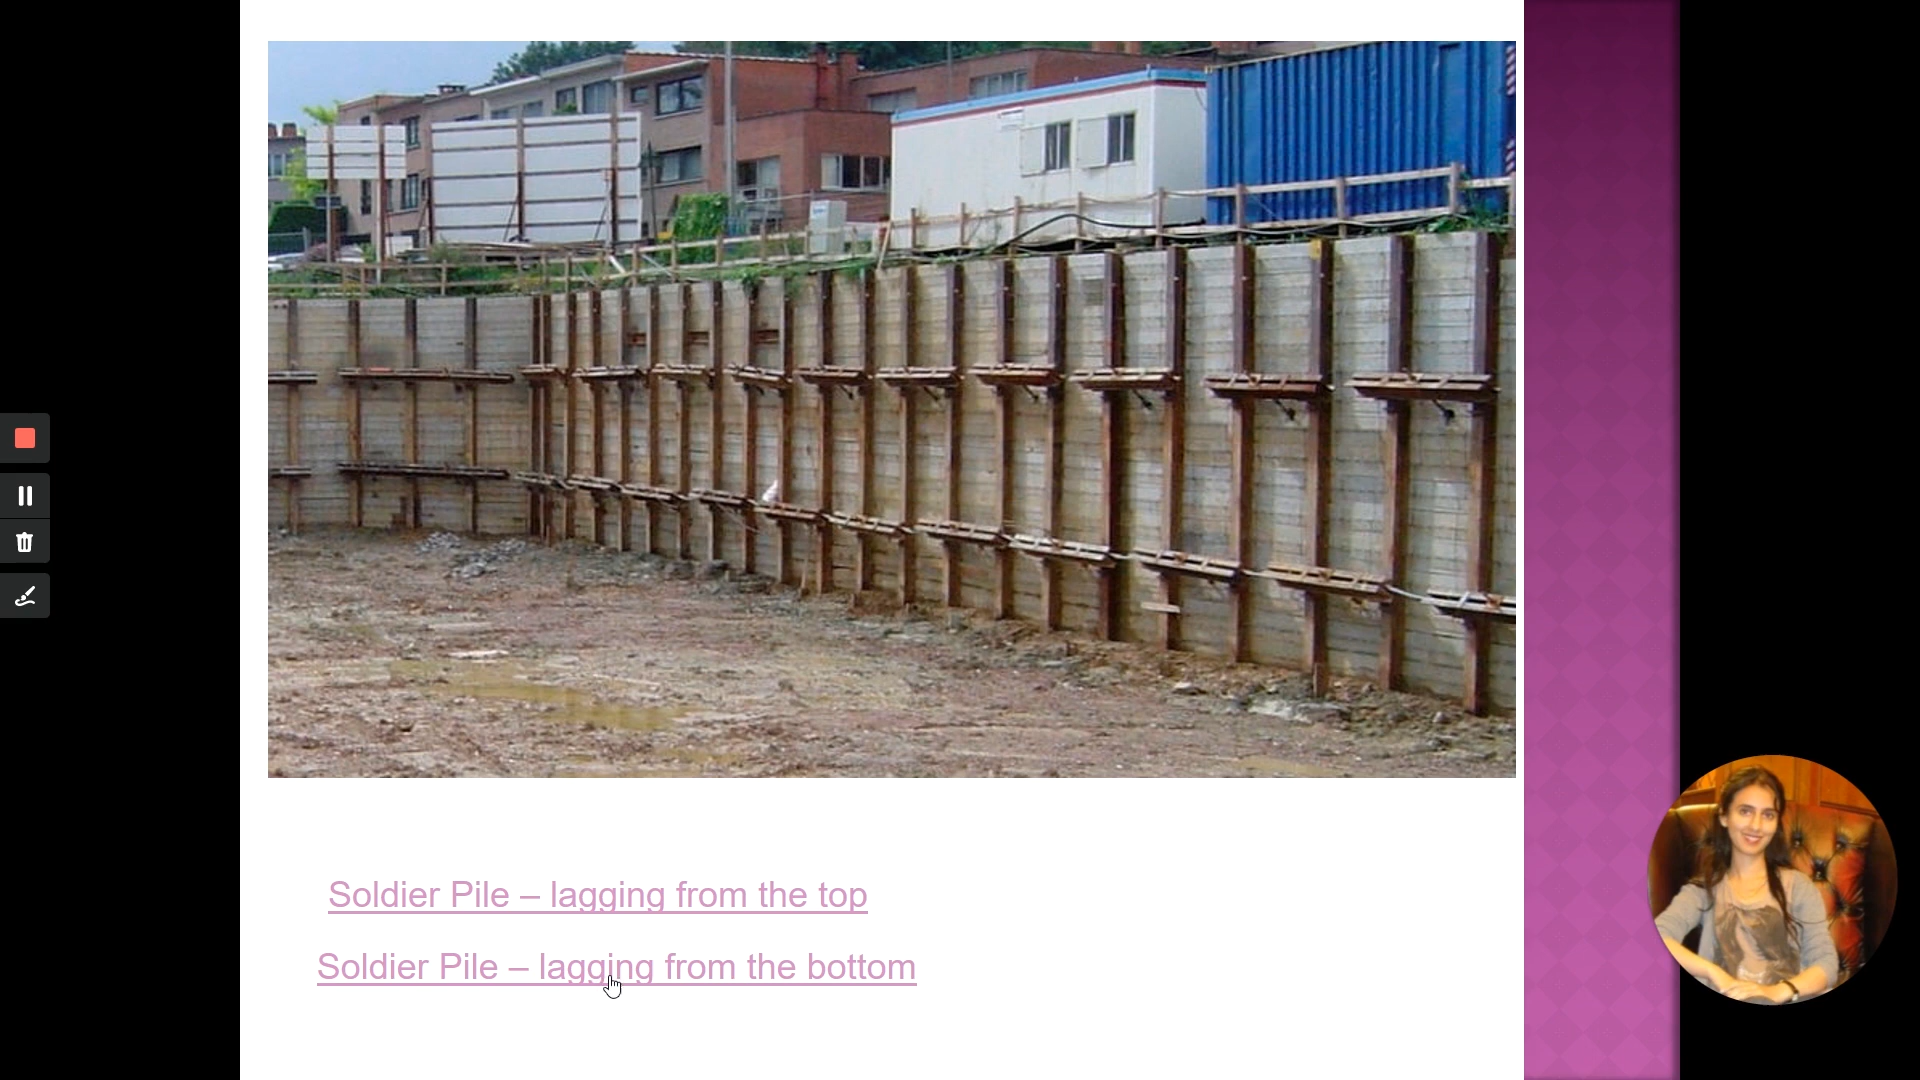 Soldier Pile – lagging from the top
Soldier Pile – lagging from the bottom